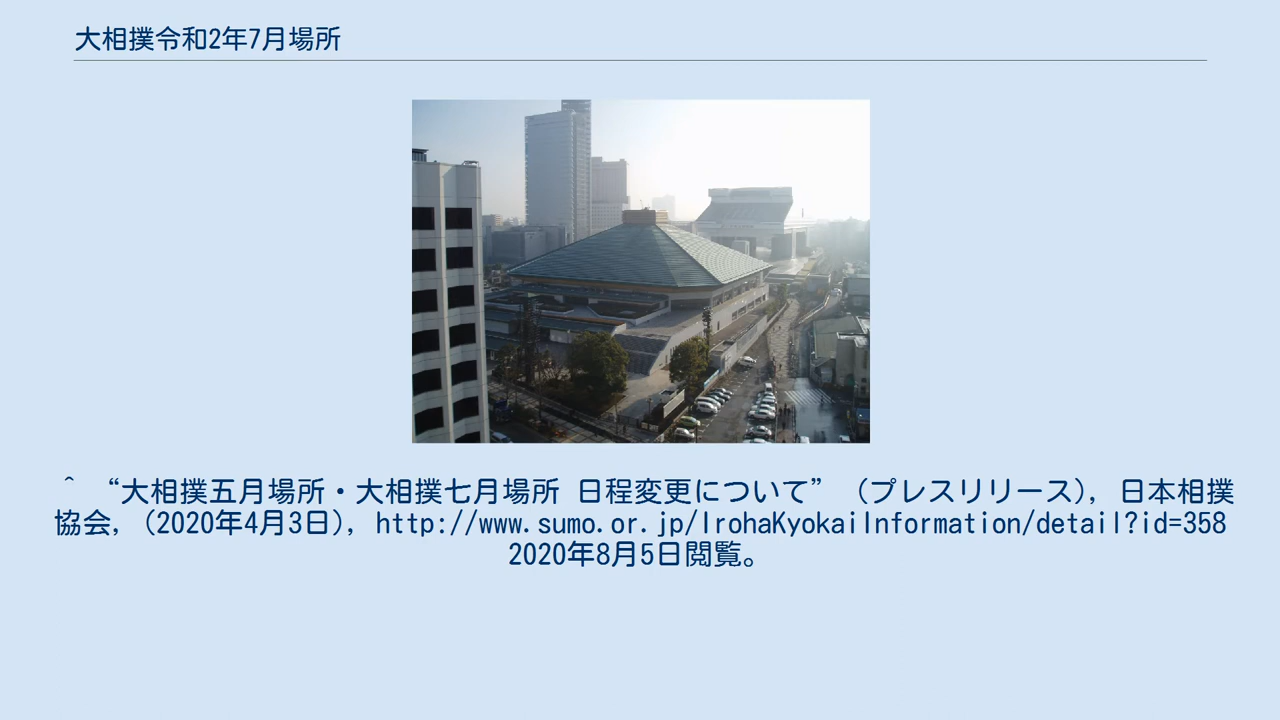 大相撲令和2年7月場所
^ “大相撲五月場所・大相撲七月場所 日程変更について” (プレスリリース), 日本相撲
協会, (2020年4月3日), http://www.sumo.or.jp/IrohaKyokaiInformation/detail?id=358
2020年8月5日閲覧。